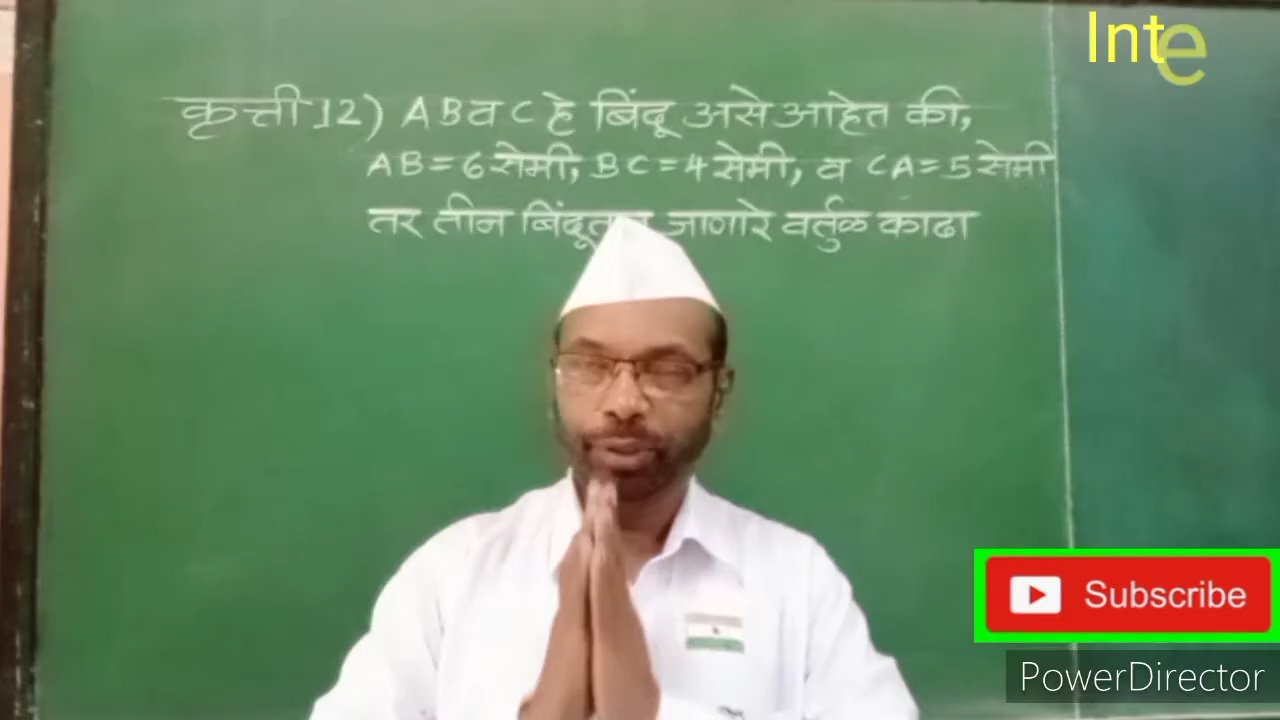 Inte
कृत्ती 12) A B व C हे बिंदू असे आहेत की,
AB = 6 सेमी, BC = 4 सेमी, व CA = 5 सेमी
तर तीन जाणारे वर्तुळ काढा
Subscribe
PowerDirector